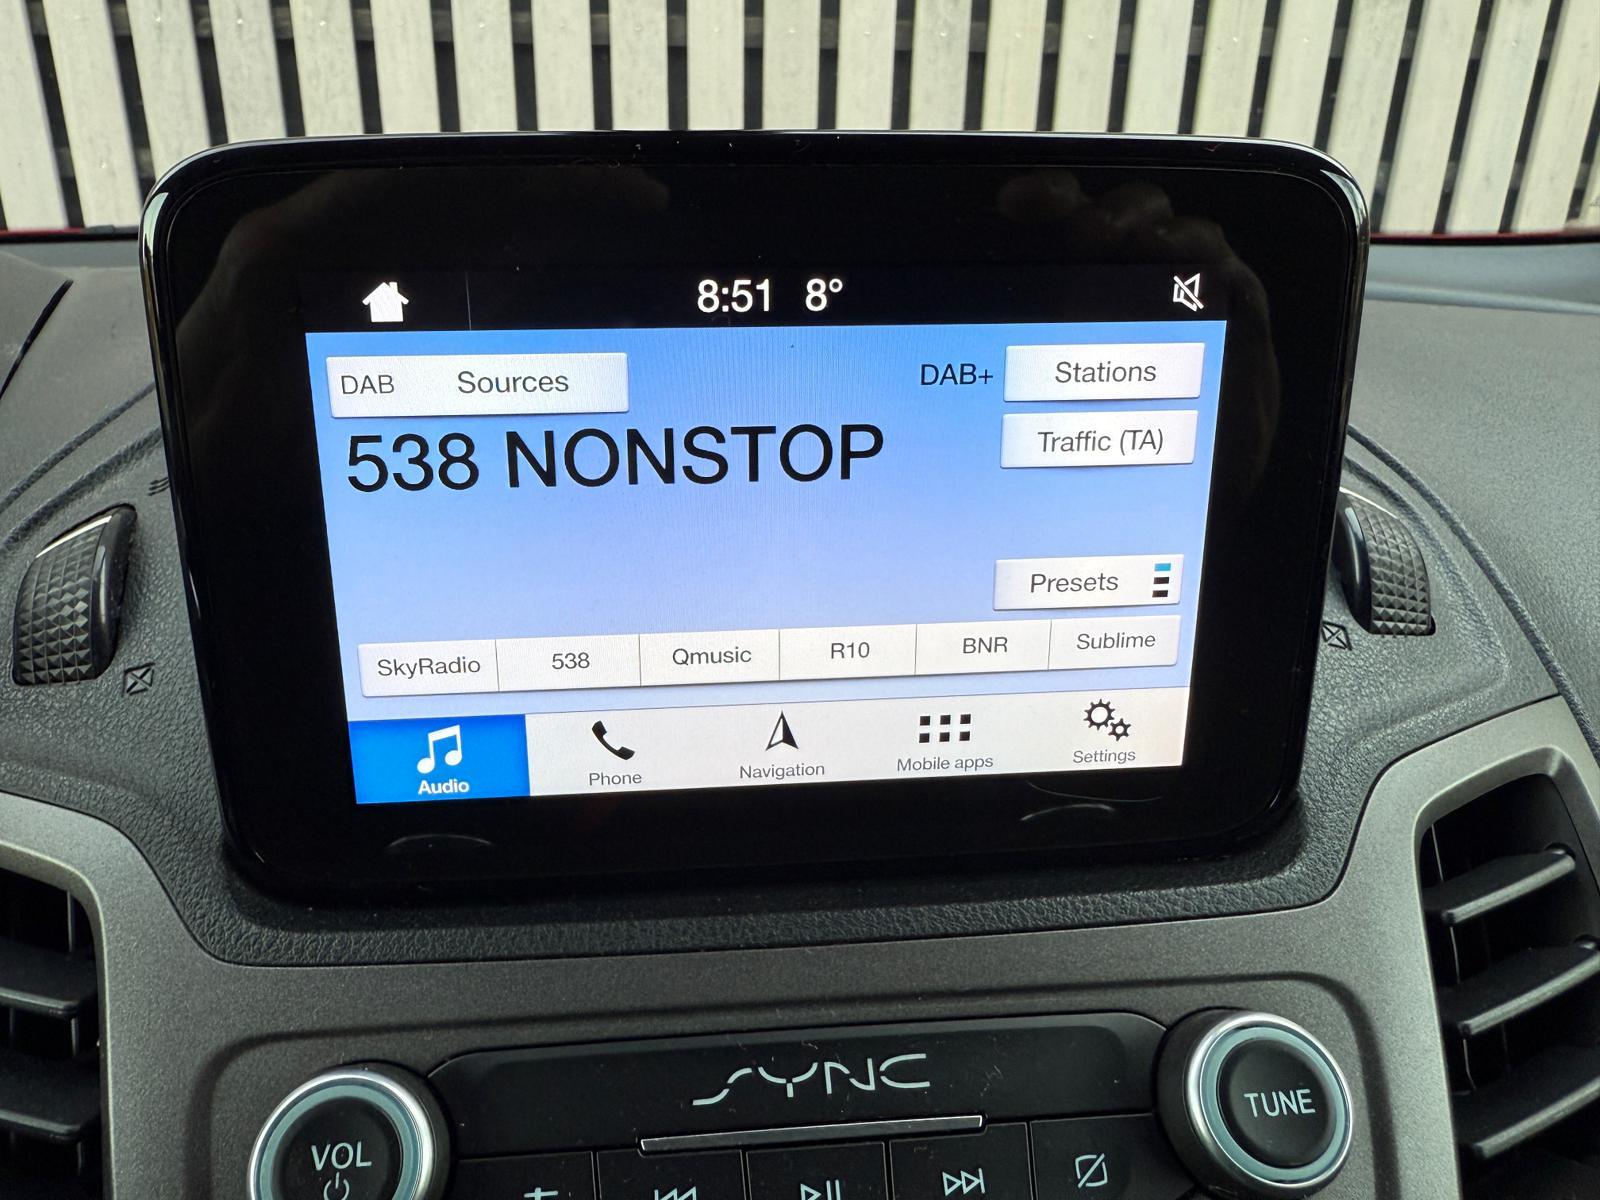 8:51 8°
DAB Sources
DAB+ Stations
538 NONSTOP
Traffic (TA)
Presets
SkyRadio 538 Qmusic R10 BNR Sublime
Audio Phone Navigation Mobile apps Settings
SYNC
VOL
TUNE